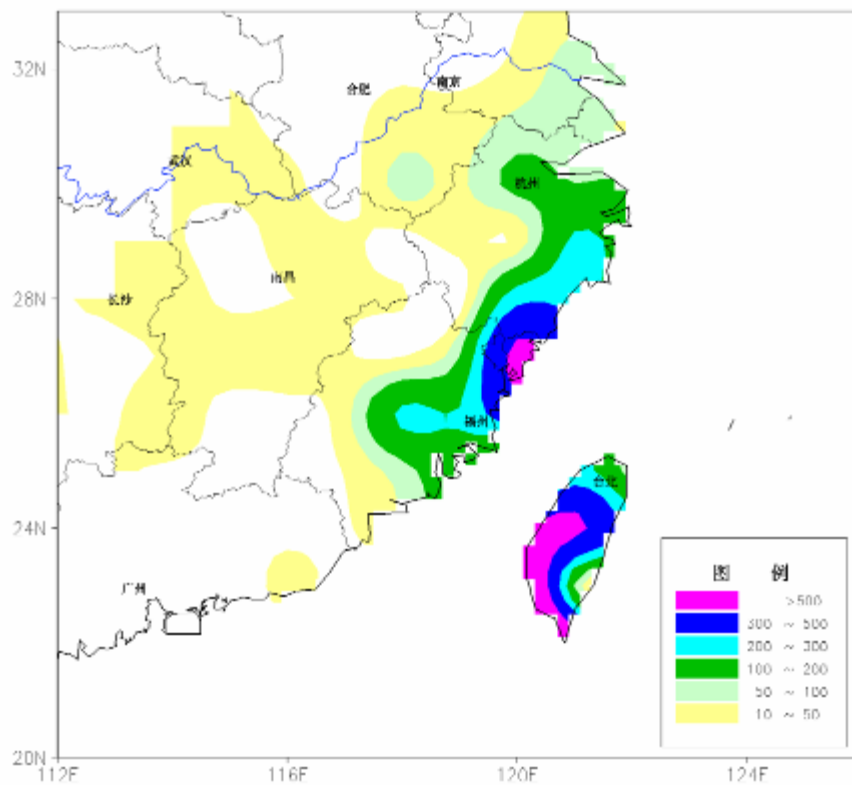 32N
合肥
南京
武汉
杭州
28N
长沙
南昌
福州
24N
台北
广州
图 例
>500
300 ~ 500
200 ~ 300
100 ~ 200
50 ~ 100
10 ~ 50
20N
112E 116E 120E 124E